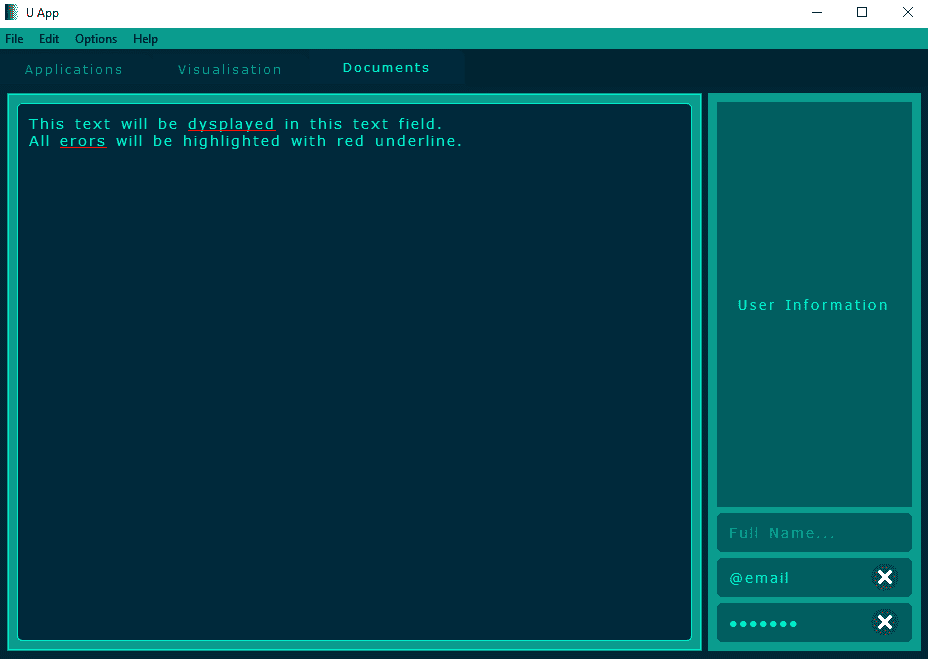 U App
File Edit Options Help
Applications Visualisation Documents
This text will be dysplayed in this text field.
All erors will be highlighted with red underline.
User Information
Full Name...
@email
•••••••